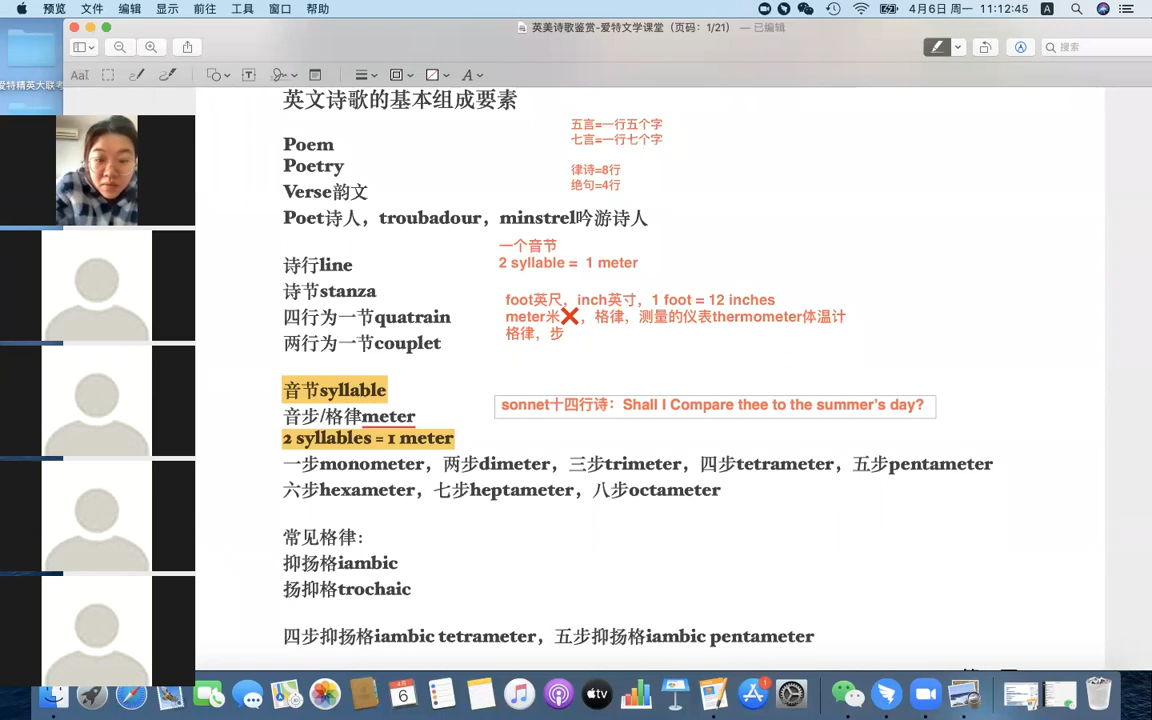 预览 文件 编辑 显示 前往 工具 窗口 帮助
4月6日 周一 11:12:45
英美诗歌鉴赏-爱特文学课堂（页码：1/21） — 已编辑
搜索
爱特精英大联考
英文诗歌的基本组成要素
五言=一行五个字
七言=一行七个字
Poem
Poetry
律诗=8行
绝句=4行
Verse韵文
Poet诗人，troubadour，minstrel吟游诗人
一个音节
2 syllable = 1 meter
诗行line
诗节stanza
foot英尺，inch英寸，1 foot = 12 inches
四行为一节quatrain
meter米❌，格律，测量的仪表thermometer体温计
格律，步
两行为一节couplet
音节syllable
sonnet十四行诗：Shall I Compare thee to the summer's day?
音步/格律meter
2 syllables = 1 meter
一步monometer，两步dimeter，三步trimeter，四步tetrameter，五步pentameter
六步hexameter，七步heptameter，八步octameter
常见格律：
抑扬格iambic
扬抑格trochaic
四步抑扬格iambic tetrameter，五步抑扬格iambic pentameter
4月
6
tv
1